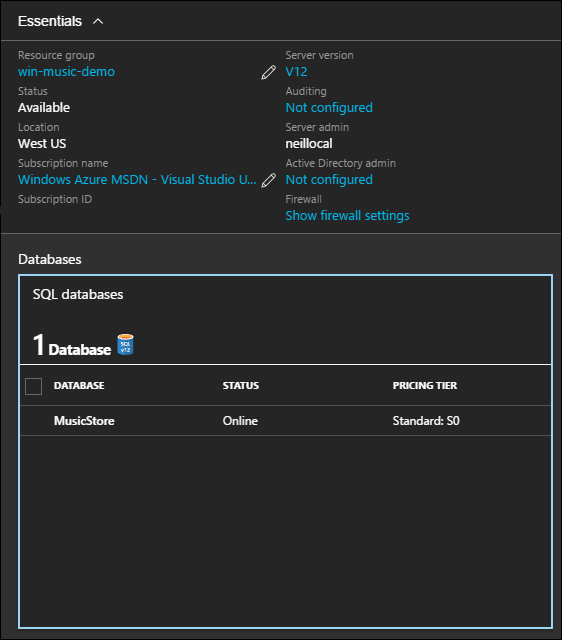 Essentials
Resource group
win-music-demo
Status
Available
Location
West US
Subscription name
Windows Azure MSDN - Visual Studio U...
Subscription ID
Server version
V12
Auditing
Not configured
Server admin
neillocal
Active Directory admin
Not configured
Firewall
Show firewall settings
Databases
SQL databases
1 Database
SQL
V12
DATABASE STATUS PRICING TIER
MusicStore Online Standard: S0